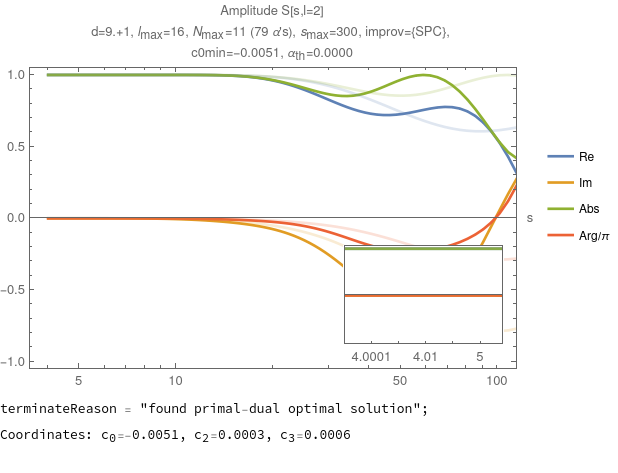 Amplitude S[s,l=2]
d=9.+1, lmax=16, Nmax=11 (79 α's), smax=300, improv={SPC},
c0min=-0.0051, αth=0.0000
1.0
0.5
0.0
-0.5
-1.0
s
5
10
50
100
4.0001
4.01
5
Re
Im
Abs
Arg/π
terminateReason = "found primal-dual optimal solution";
Coordinates: c0=-0.0051, c2=0.0003, c3=0.0006